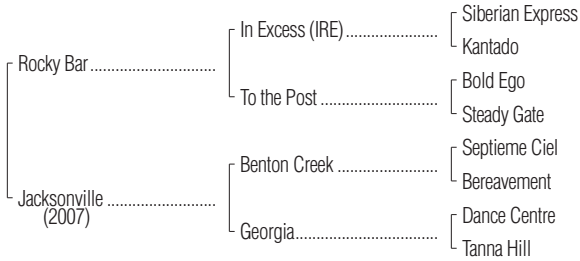 Siberian Express
In Excess (IRE)
Kantado
Rocky Bar
Bold Ego
To the Post
Steady Gate
Septieme Ciel
Benton Creek
Bereavement
Jacksonville
(2007)
Dance Centre
Georgia
Tanna Hill